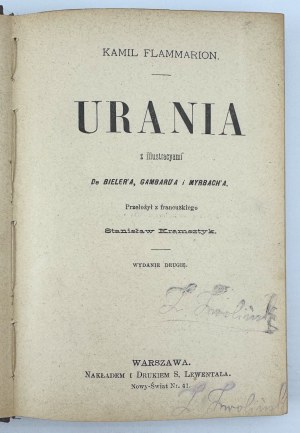 KAMIL FLAMMARION.
URANIA
z illustracyami
De BIELER'A, GAMBARD'A i MYRBACH'A.
Przełożył z francuskiego
Stanisław Kramsztyk.
WYDANIE DRUGIE.
WARSZAWA.
NAKŁADEM I DRUKIEM S. LEWENTALA.
Nowy-Świat Nr. 41.